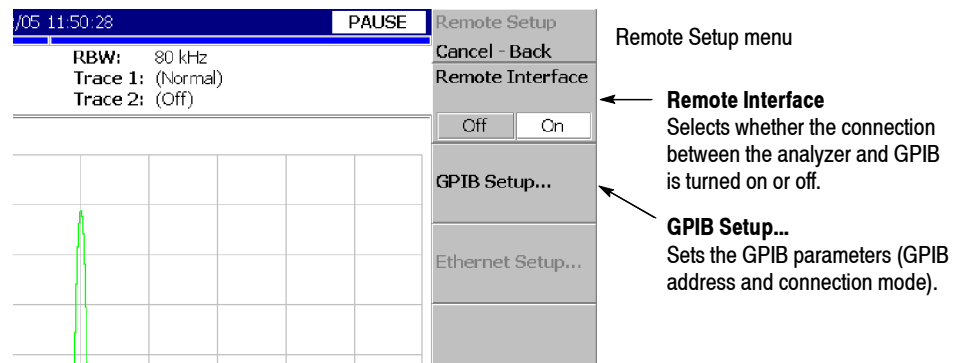 /05 11:50:28
PAUSE
RBW: 80 kHz
Trace 1: (Normal)
Trace 2: (Off)
Remote Setup
Cancel - Back
Remote Interface
Off On
GPIB Setup...
Ethernet Setup...
Remote Setup menu
Remote Interface
Selects whether the connection
between the analyzer and GPIB
is turned on or off.
GPIB Setup...
Sets the GPIB parameters (GPIB
address and connection mode).